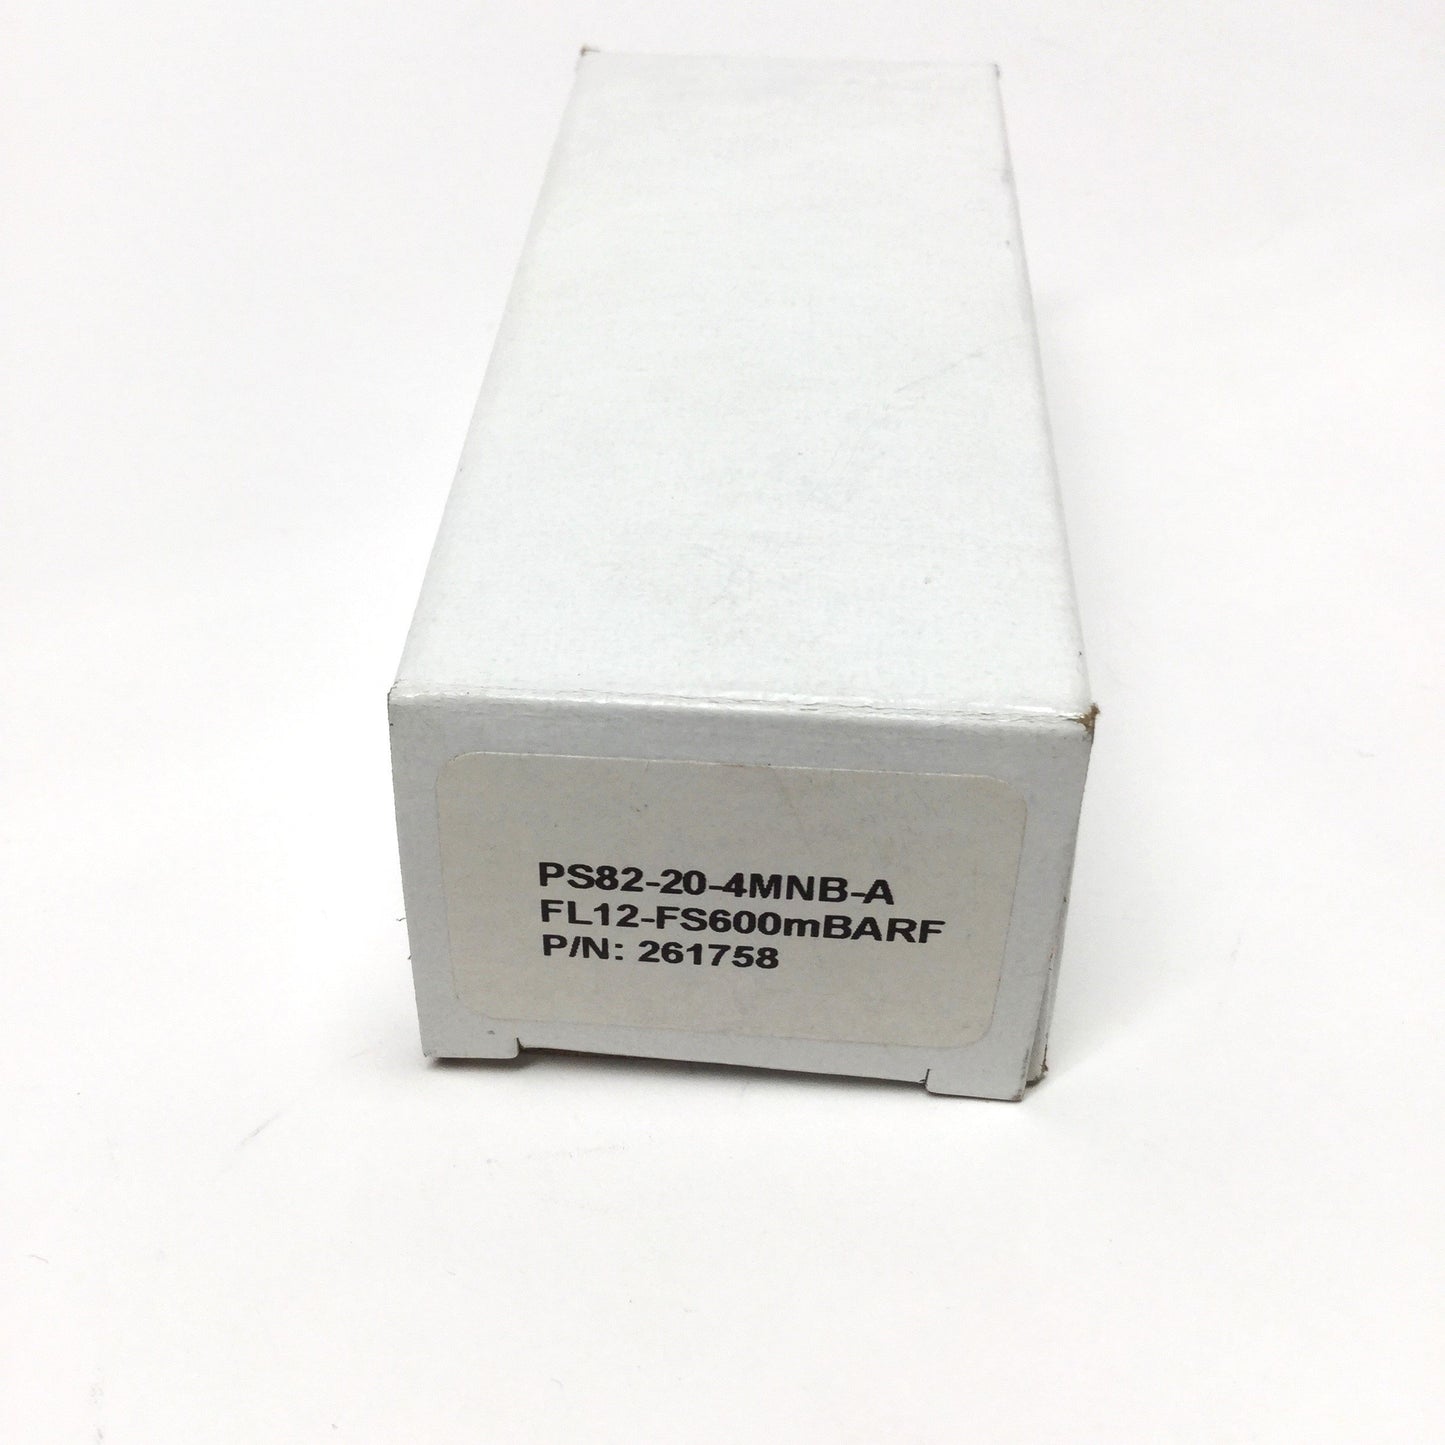 PS82-20-4MNB-A
FL12-FS600mBARF
P/N: 261758